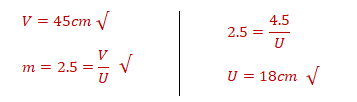 V = 45cm √
m = 2.5 = V/U √
2.5 = 4.5/U
U = 18cm √